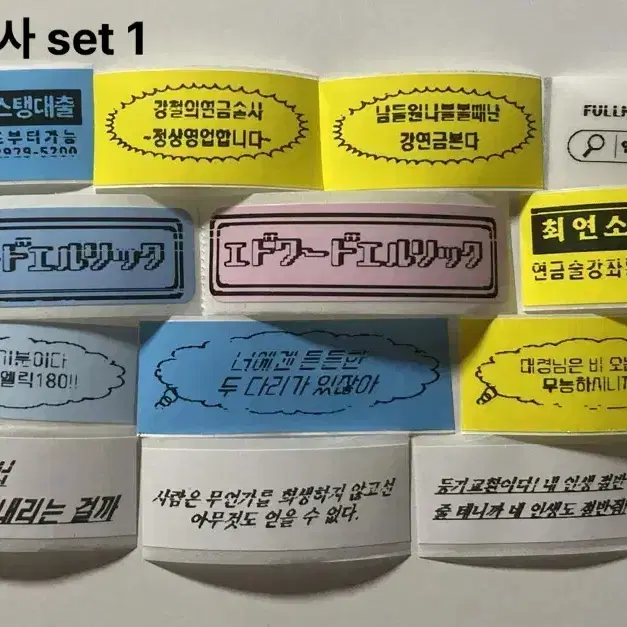 사 set 1
스탱대출
부터가능
2929-5200
강철의연금술사
~정상영업합니다~
남들원나블볼때난
강연금본다
FULLM
ードエルリック
エドワードエルリック
최연소
연금술강좌
기분이다
엘릭180!!
너에겐 튼튼한
두 다리가 있잖아
대령님은 비 오
무능하시니
내리는 걸까
사람은 무언가를 희생하지 않고선
아무것도 얻을 수 없다.
등가교환이다! 내 인생 절반
줄 테니까 네 인생도 절반